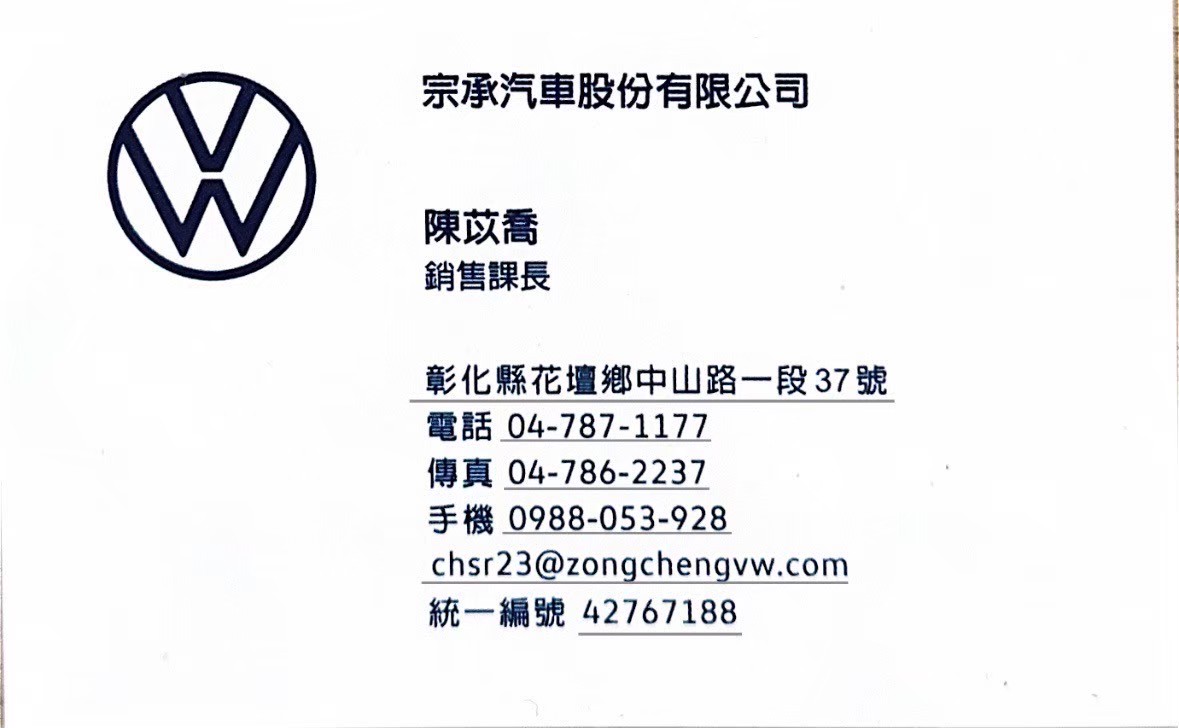 宗承汽車股份有限公司
陳苡喬
銷售課長
彰化縣花壇鄉中山路一段37號
電話 04-787-1177
傳真 04-786-2237
手機 0988-053-928
chsr23@zongchengvw.com
統一編號 42767188